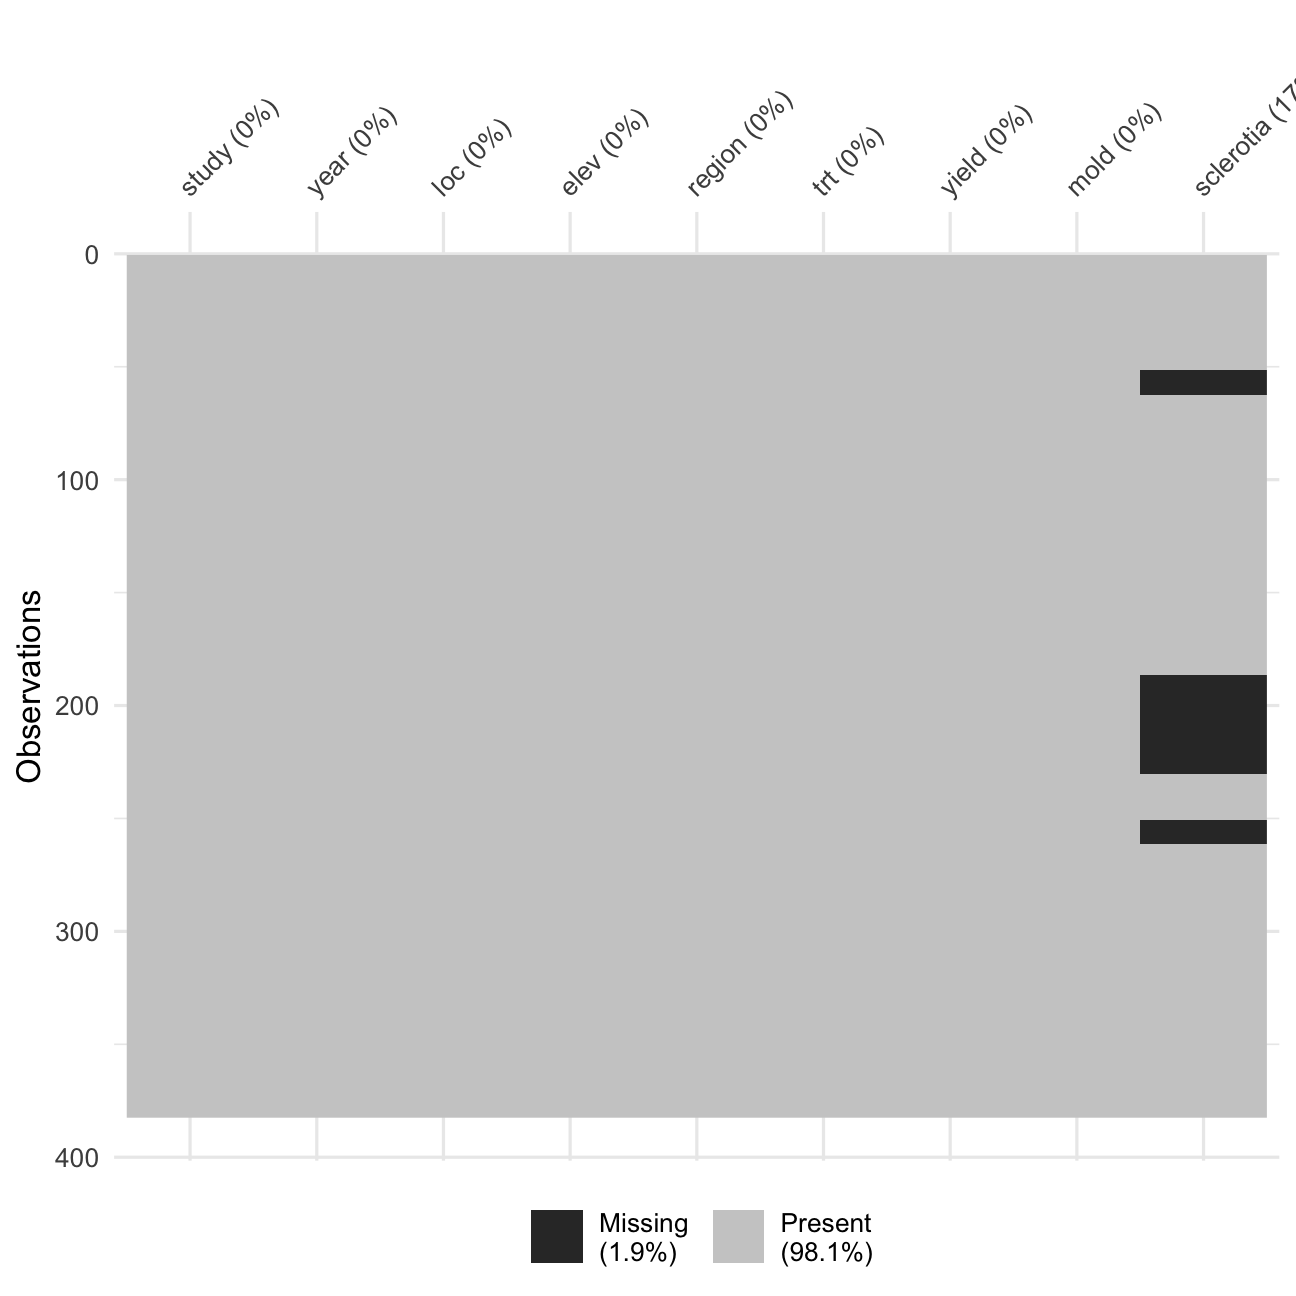 study (0%)
year (0%)
loc (0%)
elev (0%)
region (0%)
trt (0%)
yield (0%)
mold (0%)
sclerotia (17
0
100
200
300
400
Observations
Missing
(1.9%)
Present
(98.1%)